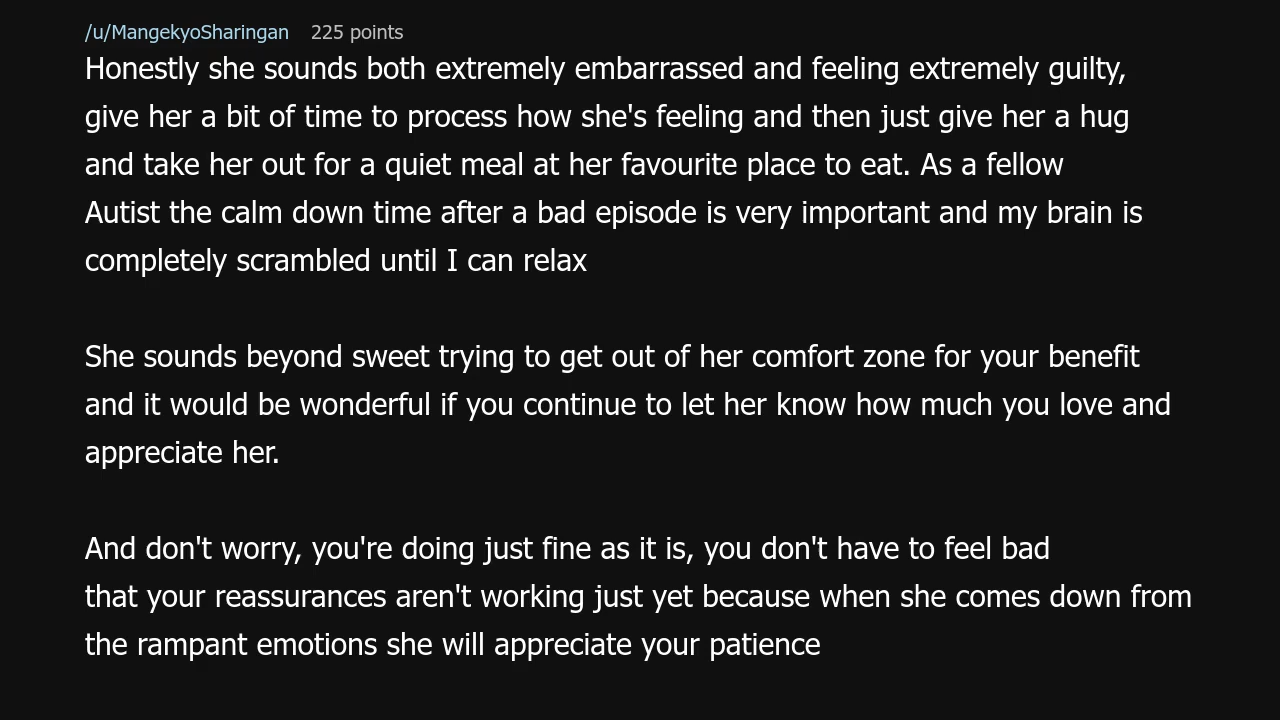 /u/MangekyoSharingan 225 points
Honestly she sounds both extremely embarrassed and feeling extremely guilty,
give her a bit of time to process how she's feeling and then just give her a hug
and take her out for a quiet meal at her favourite place to eat. As a fellow
Autist the calm down time after a bad episode is very important and my brain is
completely scrambled until I can relax
She sounds beyond sweet trying to get out of her comfort zone for your benefit
and it would be wonderful if you continue to let her know how much you love and
appreciate her.
And don't worry, you're doing just fine as it is, you don't have to feel bad
that your reassurances aren't working just yet because when she comes down from
the rampant emotions she will appreciate your patience